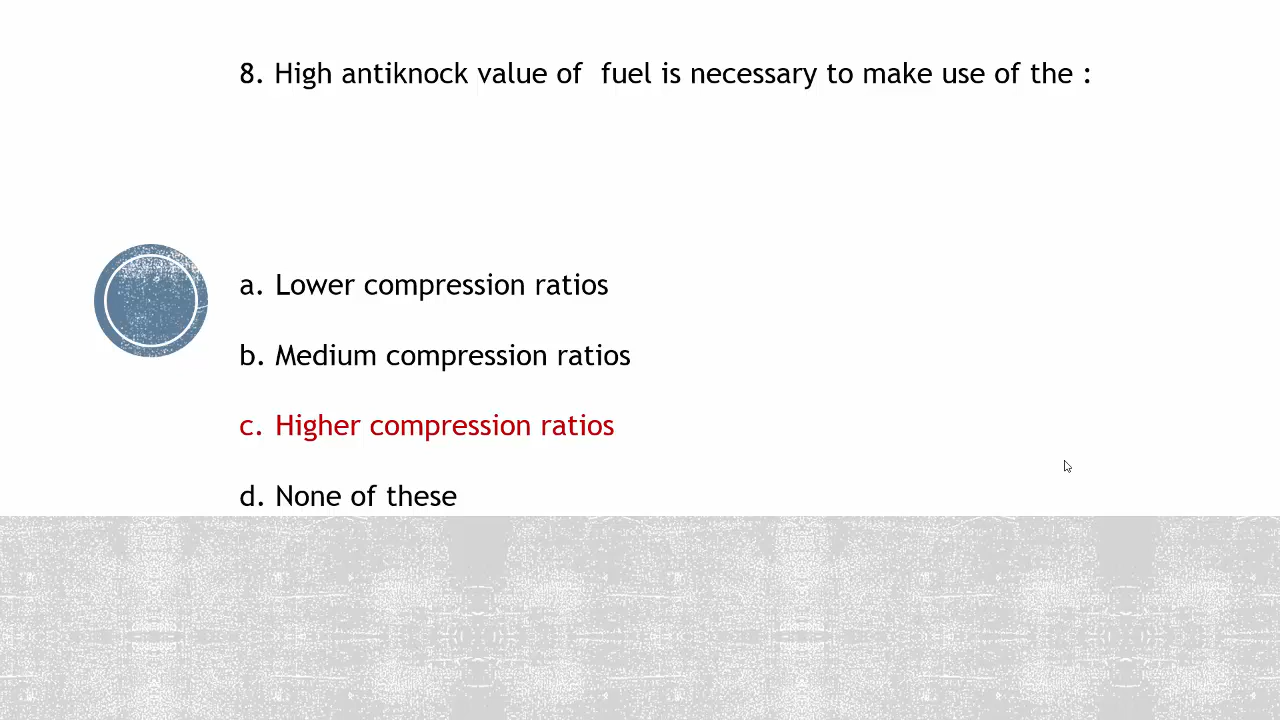 8. High antiknock value of  fuel is necessary to make use of the :
a. Lower compression ratios
b. Medium compression ratios
c. Higher compression ratios
d. None of these